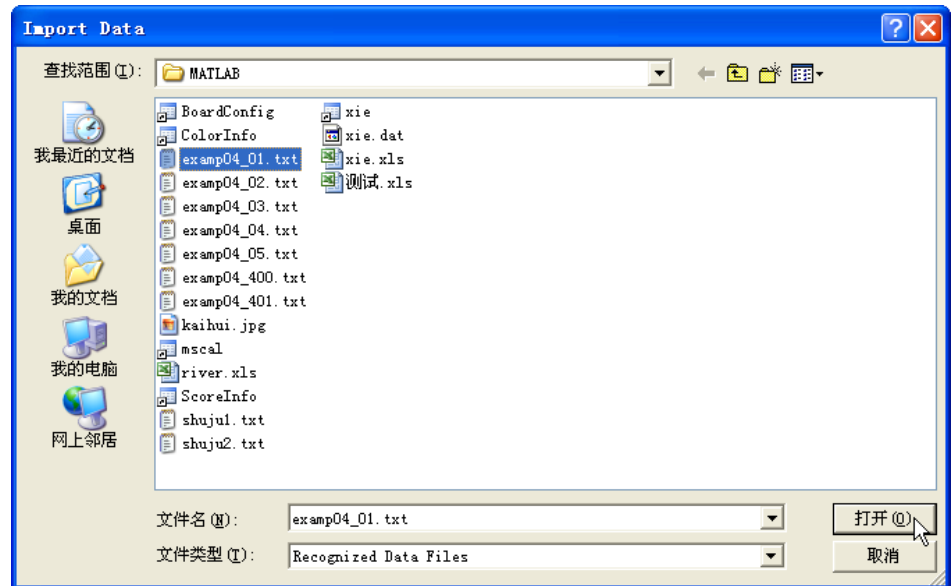 Import Data
查找范围(I):
MATLAB
我最近的文档
桌面
我的文档
我的电脑
网上邻居
BoardConfig
ColorInfo
examp04_01.txt
examp04_02.txt
examp04_03.txt
examp04_04.txt
examp04_05.txt
examp04_400.txt
examp04_401.txt
kaihui.jpg
mscal
river.xls
ScoreInfo
shuju1.txt
shuju2.txt
xie
xie.dat
xie.xls
测试.xls
文件名(N):
examp04_01.txt
打开(O)
文件类型(T):
Recognized Data Files
取消